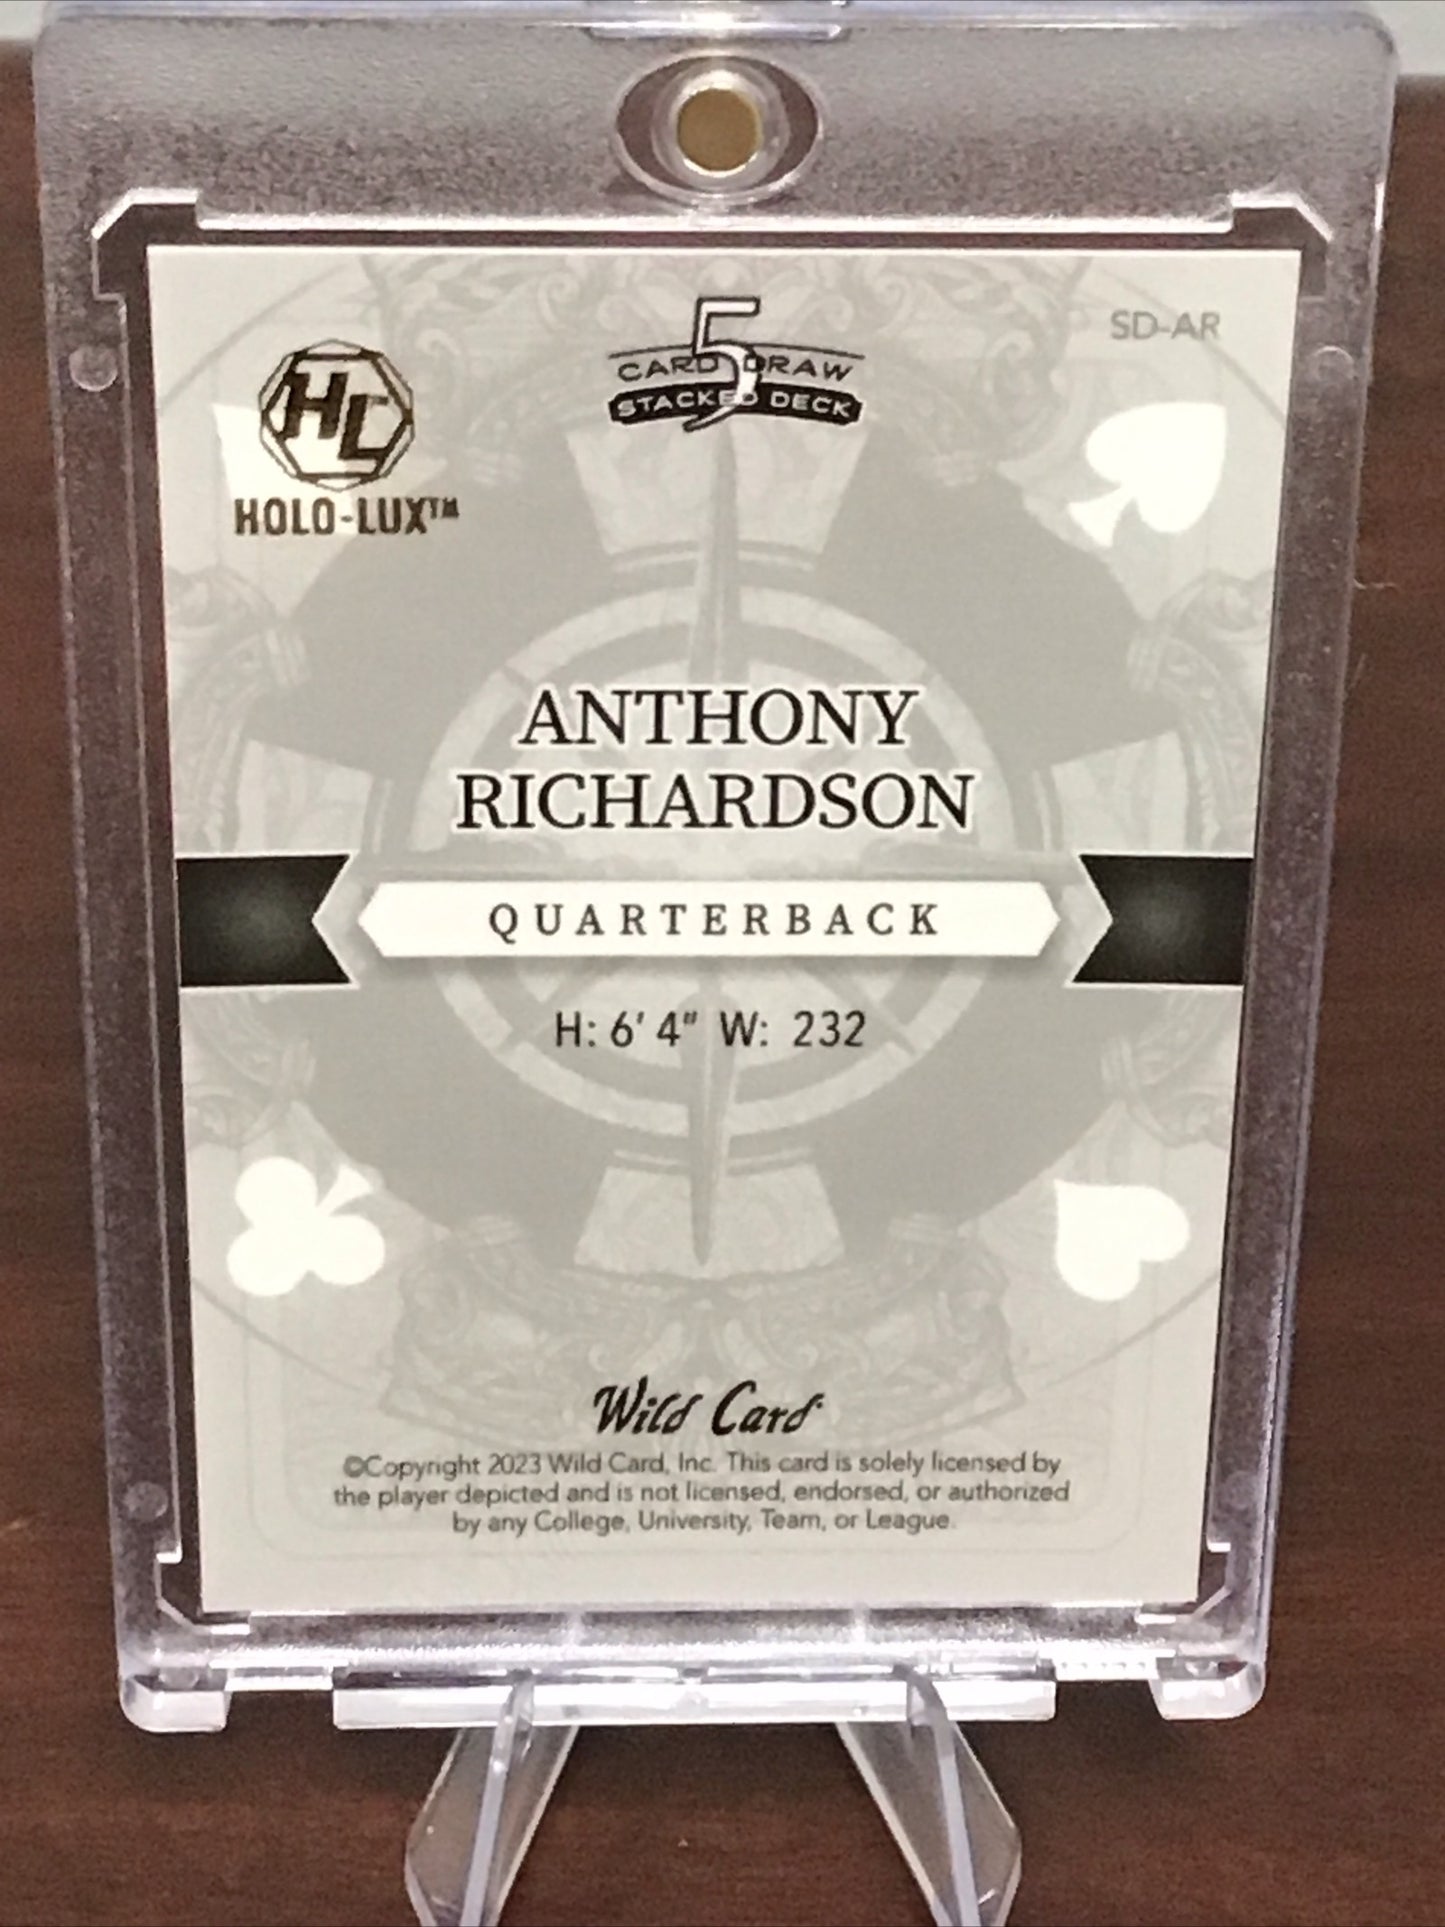 SD-AR
5
CARD DRAW
STACKED DECK
HL
HOLO-LUX™
ANTHONY
RICHARDSON
QUARTERBACK
H: 6' 4" W: 232
Wild Card
©Copyright 2023 Wild Card, Inc. This card is solely licensed by
the player depicted and is not licensed, endorsed, or authorized
by any College, University, Team, or League.